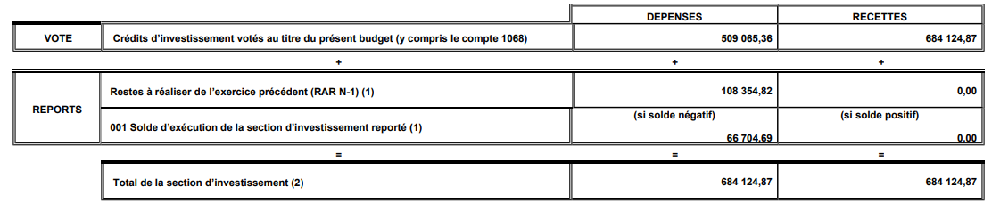 DEPENSES RECETTES
VOTE Crédits d'investissement votés au titre du présent budget (y compris le compte 1068) 509 065,36 684 124,87
+ + +
REPORTS
Restes à réaliser de l'exercice précédent (RAR N-1) (1) 108 354,82 0,00
001 Solde d'exécution de la section d'investissement reporté (1) (si solde négatif) (si solde positif)
66 704,69 0,00
= = =
Total de la section d'investissement (2) 684 124,87 684 124,87